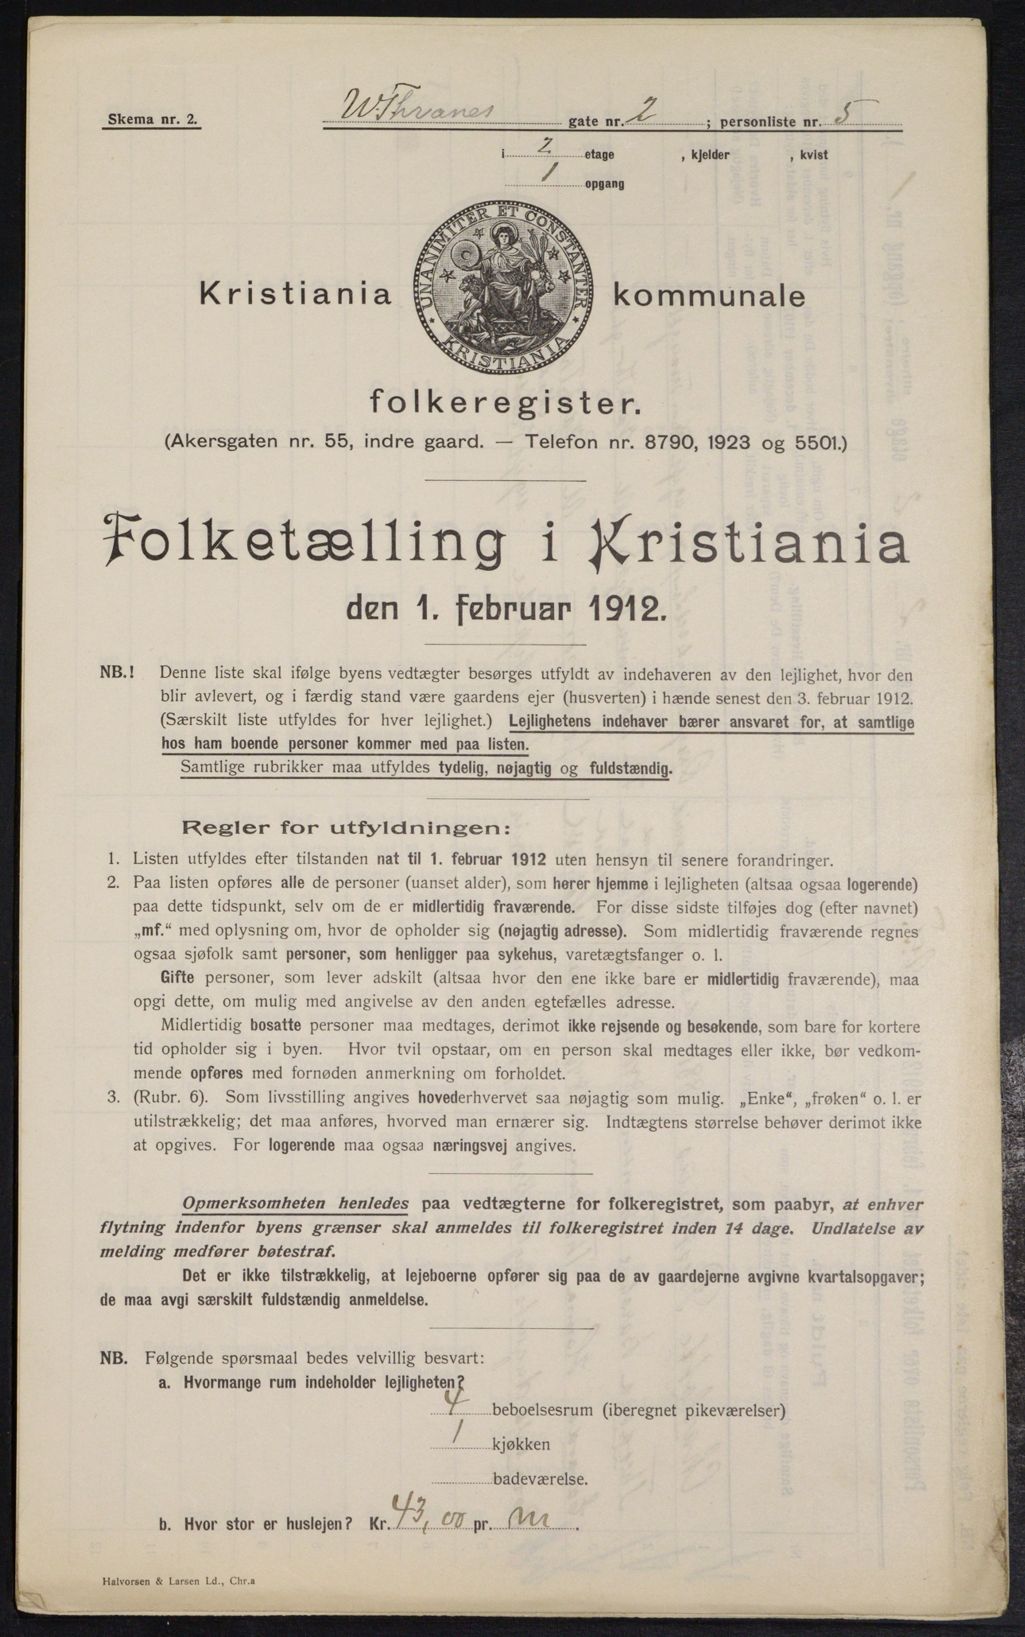 Skema nr. 2.
W. Thranes gate nr. 2 ; personliste nr. 5
i 2 etage , kjelder , kvist
1 opgang
UNANIMITER ET CONSTANTER
KRISTIANIA
Kristiania kommunale
folkeregister.
(Akersgaten nr. 55, indre gaard. — Telefon nr. 8790, 1923 og 5501.)
Folketælling i Kristiania
den 1. februar 1912.
NB.! Denne liste skal ifølge byens vedtægter besørges utfyldt av indehaveren av den lejlighet, hvor den
blir avlevert, og i færdig stand være gaardens ejer (husverten) i hænde senest den 3. februar 1912.
(Særskilt liste utfyldes for hver lejlighet.) Lejlighetens indehaver bærer ansvaret for, at samtlige
hos ham boende personer kommer med paa listen.
Samtlige rubrikker maa utfyldes tydelig, nøjagtig og fuldstændig.
Regler for utfyldningen:
1. Listen utfyldes efter tilstanden nat til 1. februar 1912 uten hensyn til senere forandringer.
2. Paa listen opføres alle de personer (uanset alder), som hører hjemme i lejligheten (altsaa ogsaa logerende)
paa dette tidspunkt, selv om de er midlertidig fraværende. For disse sidste tilføjes dog (efter navnet)
„mf.“ med oplysning om, hvor de opholder sig (nøjagtig adresse). Som midlertidig fraværende regnes
ogsaa sjøfolk samt personer, som henligger paa sykehus, varetægtsfanger o. l.
Gifte personer, som lever adskilt (altsaa hvor den ene ikke bare er midlertidig fraværende), maa
opgi dette, om mulig med angivelse av den anden egtefælles adresse.
Midlertidig bosatte personer maa medtages, derimot ikke rejsende og besøkende, som bare for kortere
tid opholder sig i byen. Hvor tvil opstaar, om en person skal medtages eller ikke, bør vedkom-
mende opføres med fornøden anmerkning om forholdet.
3. (Rubr. 6). Som livsstilling angives hovederhvervet saa nøjagtig som mulig. „Enke“, „frøken“ o. l. er
utilstrækkelig; det maa anføres, hvorved man ernærer sig. Indtægtens størrelse behøver derimot ikke
at opgives. For logerende maa ogsaa næringsvej angives.
Opmerksomheten henledes paa vedtægterne for folkeregistret, som paabyr, at enhver
flytning indenfor byens grænser skal anmeldes til folkeregistret inden 14 dage. Undlatelse av
melding medfører bøtestraf.
Det er ikke tilstrækkelig, at lejeboerne opfører sig paa de av gaardejerne avgivne kvartalsopgaver;
de maa avgi særskilt fuldstændig anmeldelse.
NB. Følgende spørsmaal bedes velvillig besvart:
a. Hvormange rum indeholder lejligheten?
4 beboelsesrum (iberegnet pikeværelser)
1 kjøkken
badeværelse.
b. Hvor stor er huslejen? Kr. 43,00 pr. m.
Halvorsen & Larsen Ld., Chr.a